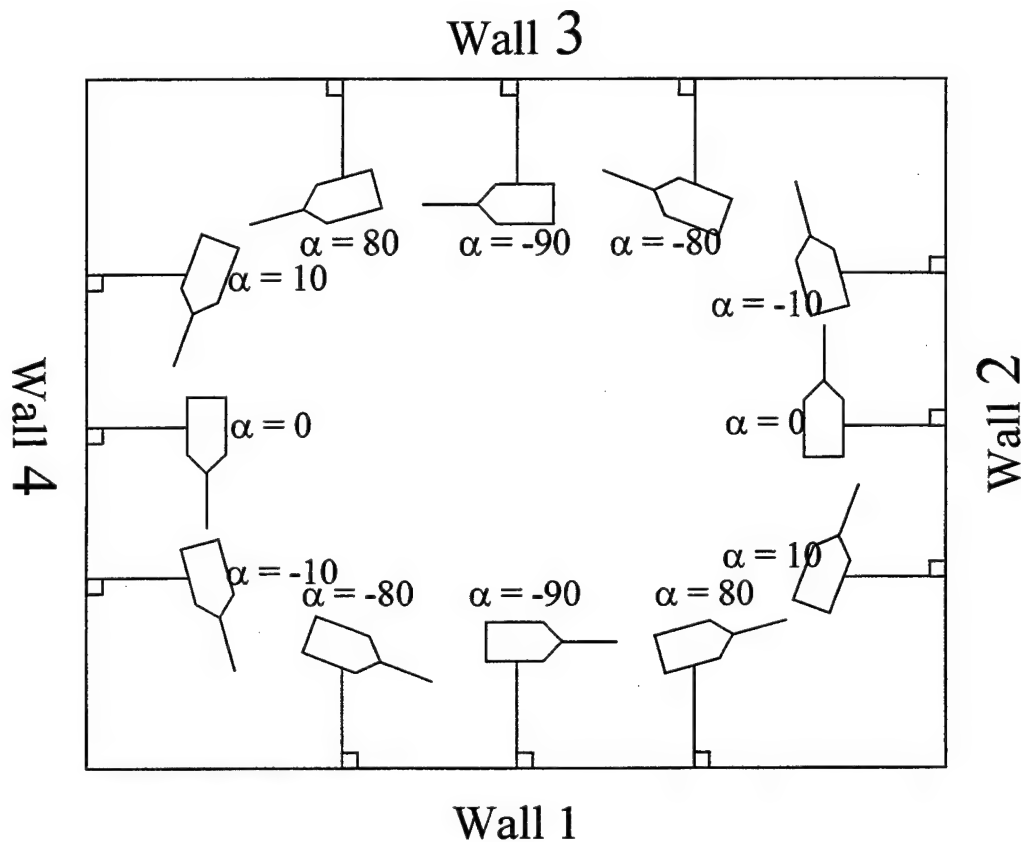 Wall 3
α = 80
α = -90
α = -80
α = 10
α = -10
Wall 4
α = 0
α = 0
Wall 2
α = -10
α = -80
α = -90
α = 80
α = 10
Wall 1